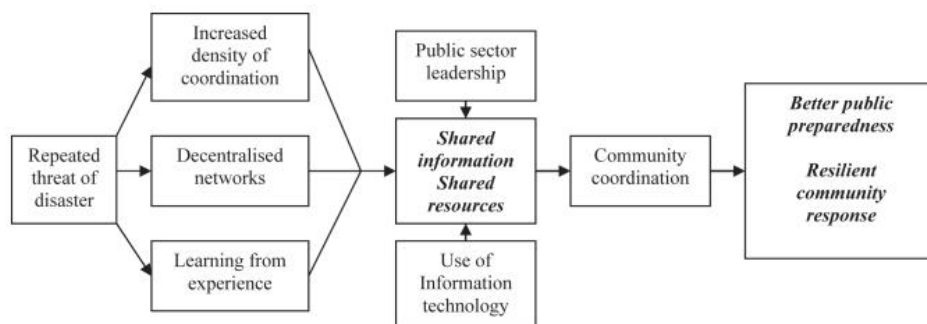 Repeated
threat of
disaster
Increased
density of
coordination
Decentralised
networks
Learning from
experience
Public sector
leadership
Shared
information
Shared
resources
Use of
Information
technology
Community
coordination
Better public
preparedness
Resilient
community
response